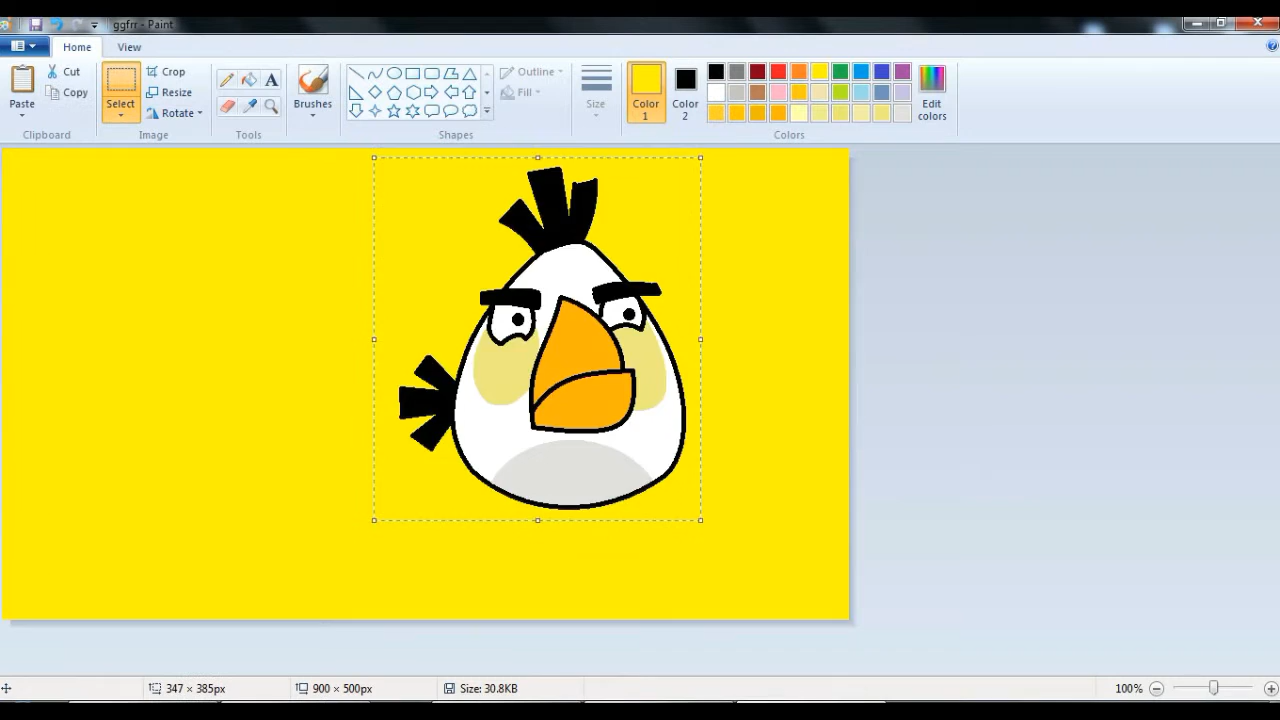 ggfrr - Paint
Home View
Cut
Copy
Paste
Clipboard
Select
Crop
Resize
Rotate
Image
A
Tools
Brushes
Outline
Fill
Shapes
Size
Color 1
Color 2
Edit colors
Colors
347 × 385px
900 × 500px
Size: 30.8KB
100%